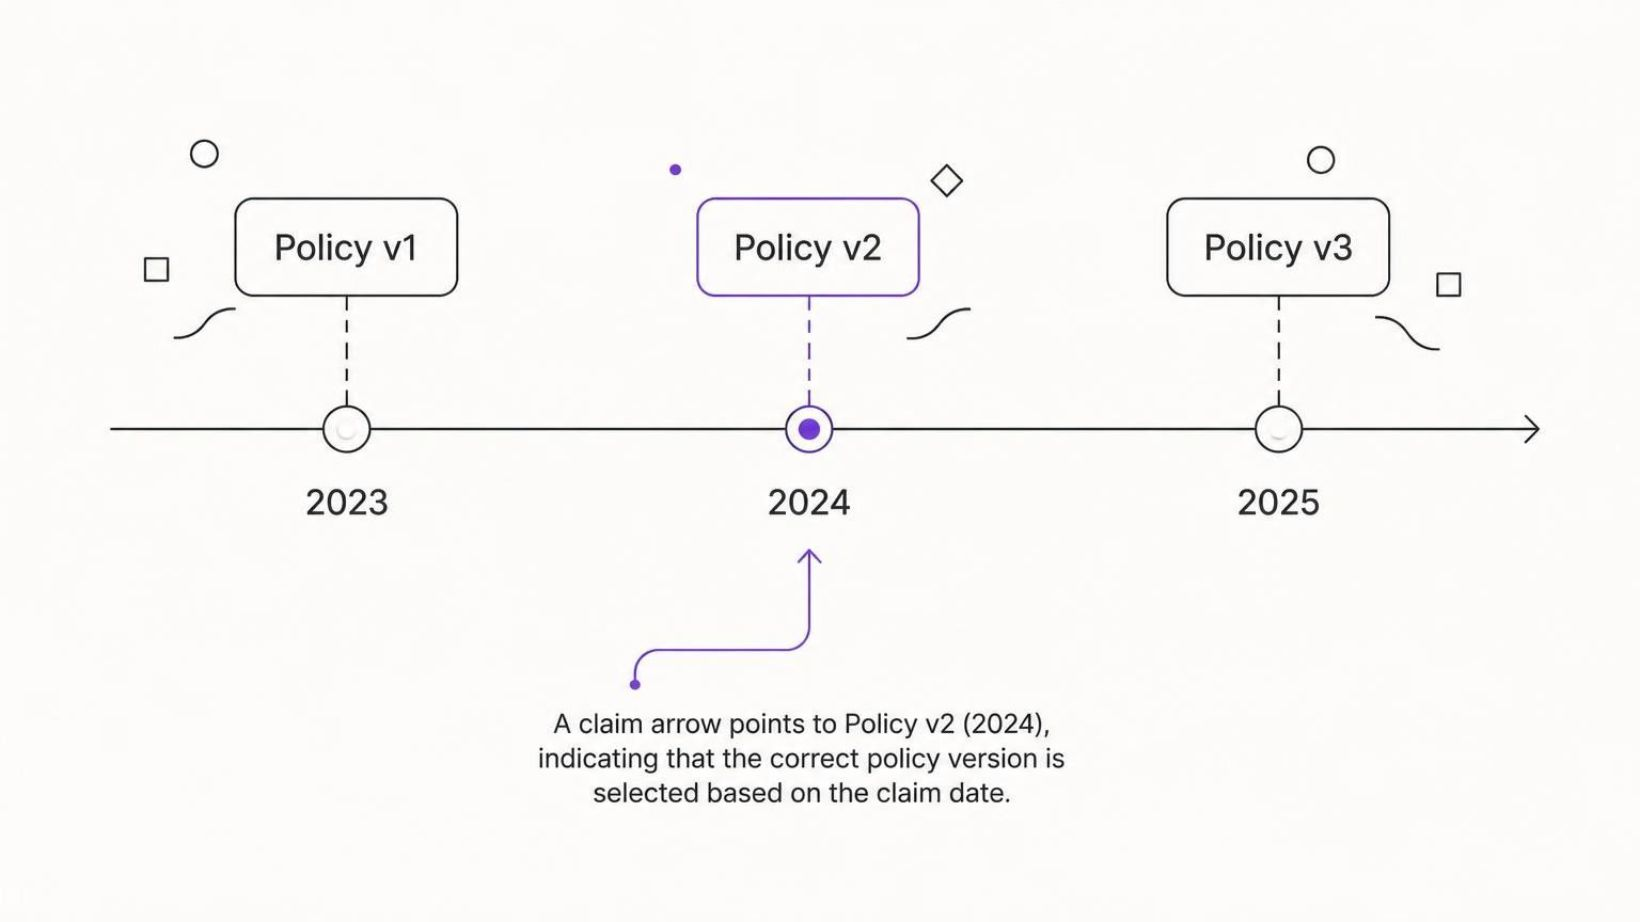 Policy v1
Policy v2
Policy v3
2023
2024
2025
A claim arrow points to Policy v2 (2024),
indicating that the correct policy version is
selected based on the claim date.